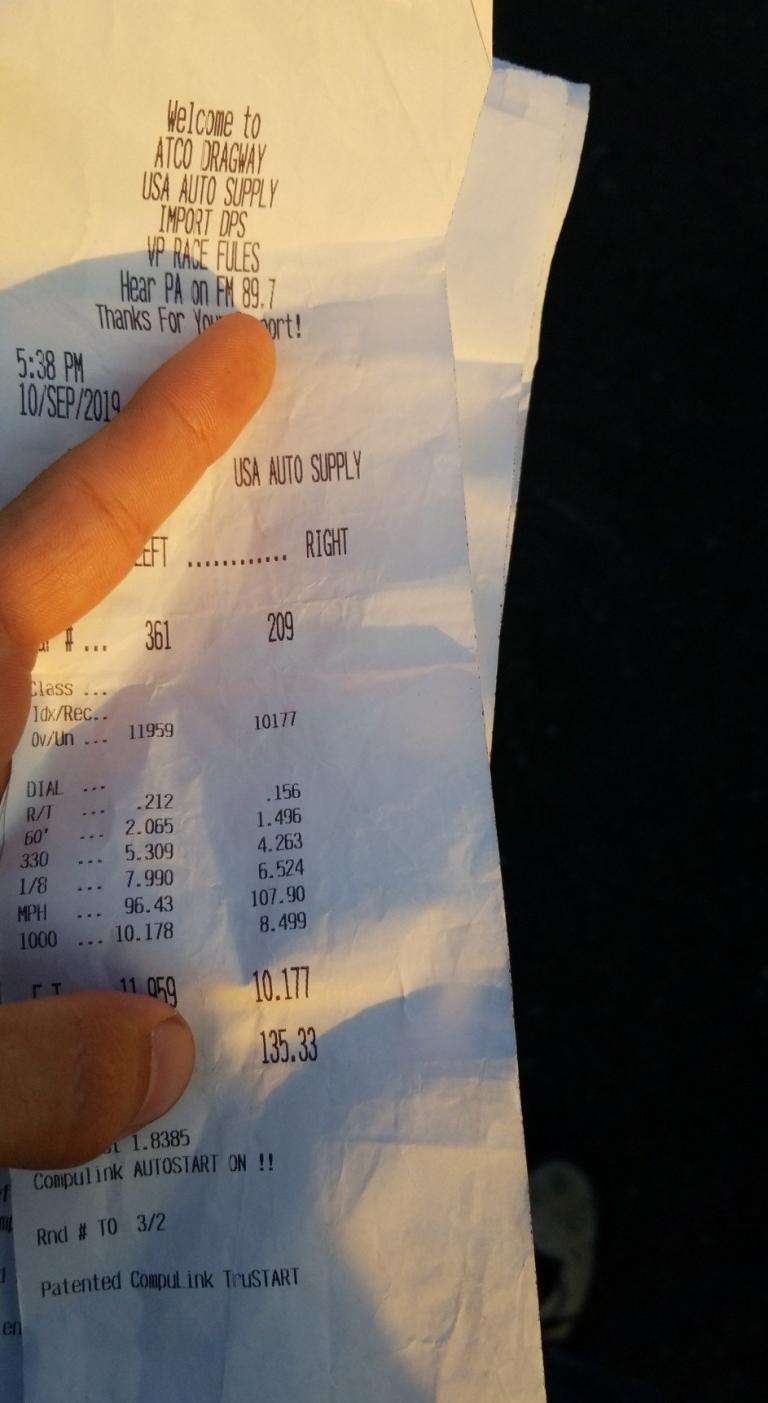 Welcome to
ATCO DRAGWAY
USA AUTO SUPPLY
IMPORT DPS
VP RACE FULES
Hear PA on FM 89.7
Thanks For
5:38 PM
10/SEP/2019
USA AUTO SUPPLY
............ RIGHT
# ... 361 209
Class ...
Idx/Rec..
Ov/Un ... 11959 10177
DIAL ...
R/T ... .212 .156
60' ... 2.065 1.496
330 ... 5.309 4.263
1/8 ... 7.990 6.524
MPH ... 96.43 107.90
1000 ... 10.178 8.499
11.959 10.177
135.33
1.8385
Compulink AUTOSTART ON !!
Rnd # TO 3/2
Patented CompuLink TruSTART